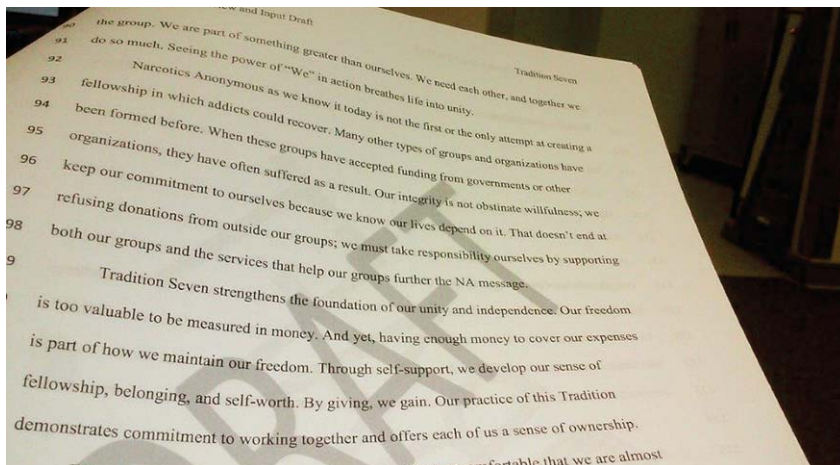 and Input Draft
Tradition Seven
90 the group. We are part of something greater than ourselves. We need each other, and together we
91 do so much. Seeing the power of "We" in action breathes life into unity.
92 Narcotics Anonymous as we know it today is not the first or the only attempt at creating a
93 fellowship in which addicts could recover. Many other types of groups and organizations have
94 been formed before. When these groups have accepted funding from governments or other
95 organizations, they have often suffered as a result. Our integrity is not obstinate willfulness; we
96 keep our commitment to ourselves because we know our lives depend on it. That doesn't end at
97 refusing donations from outside our groups; we must take responsibility ourselves by supporting
98 both our groups and the services that help our groups further the NA message.
9 Tradition Seven strengthens the foundation of our unity and independence. Our freedom
is too valuable to be measured in money. And yet, having enough money to cover our expenses
is part of how we maintain our freedom. Through self-support, we develop our sense of
fellowship, belonging, and self-worth. By giving, we gain. Our practice of this Tradition
demonstrates commitment to working together and offers each of us a sense of ownership.
that we are almost
DRAFT